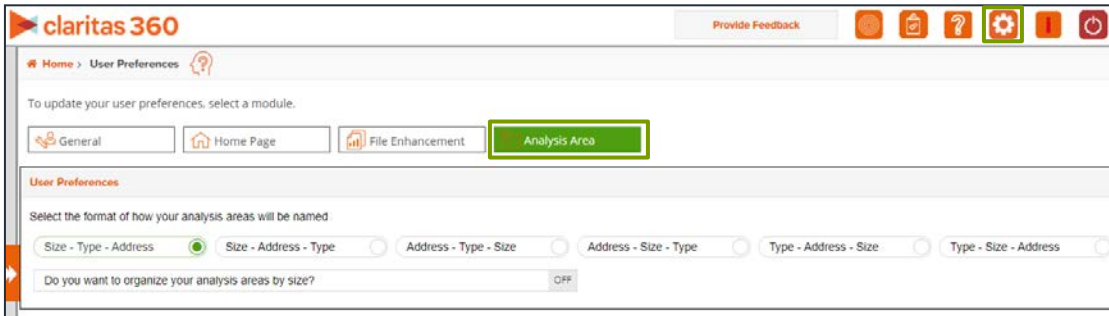 claritas 360
Provide Feedback
Home > User Preferences
To update your user preferences, select a module.
General
Home Page
File Enhancement
Analysis Area
User Preferences
Select the format of how your analysis areas will be named
Size - Type - Address
Size - Address - Type
Address - Type - Size
Address - Size - Type
Type - Address - Size
Type - Size - Address
Do you want to organize your analysis areas by size?
OFF